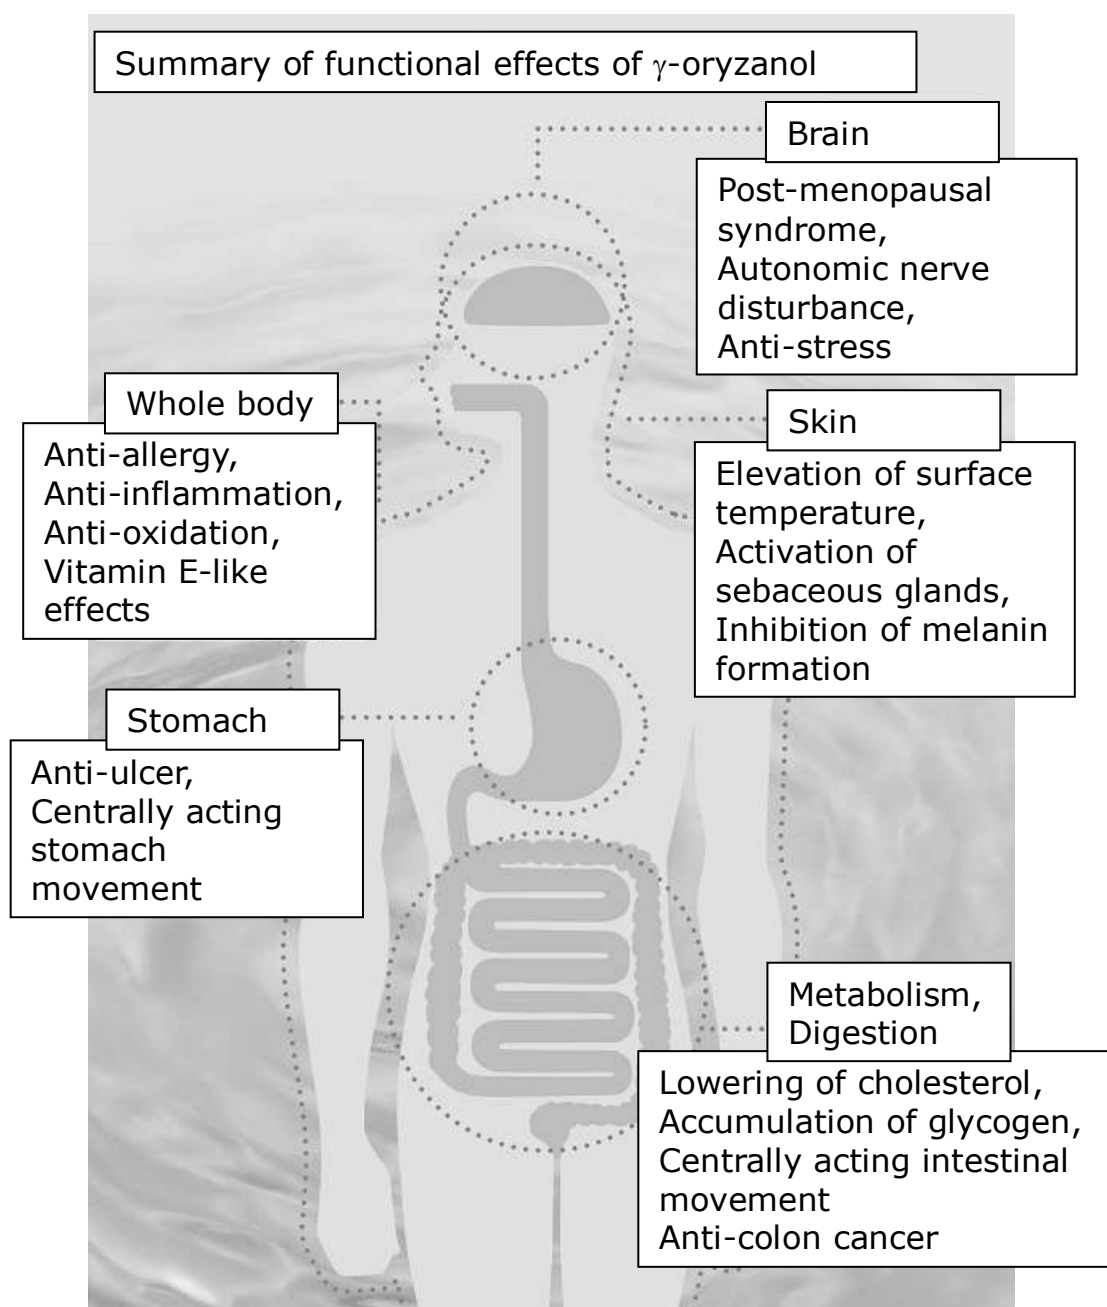 Summary of functional effects of γ-oryzanol
Brain
Post-menopausal
syndrome,
Autonomic nerve
disturbance,
Anti-stress
Whole body
Anti-allergy,
Anti-inflammation,
Anti-oxidation,
Vitamin E-like
effects
Skin
Elevation of surface
temperature,
Activation of
sebaceous glands,
Inhibition of melanin
formation
Stomach
Anti-ulcer,
Centrally acting
stomach
movement
Metabolism,
Digestion
Lowering of cholesterol,
Accumulation of glycogen,
Centrally acting intestinal
movement
Anti-colon cancer